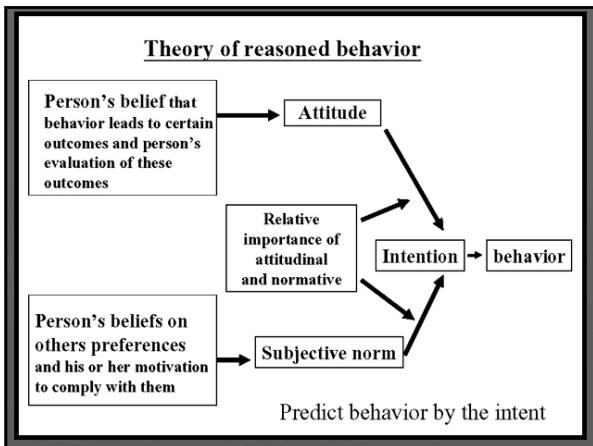 Theory of reasoned behavior
Person's belief that
behavior leads to certain
outcomes and person's
evaluation of these
outcomes
Attitude
Relative
importance of
attitudinal
and normative
Intention
behavior
Person's beliefs on
others preferences
and his or her motivation
to comply with them
Subjective norm
Predict behavior by the intent